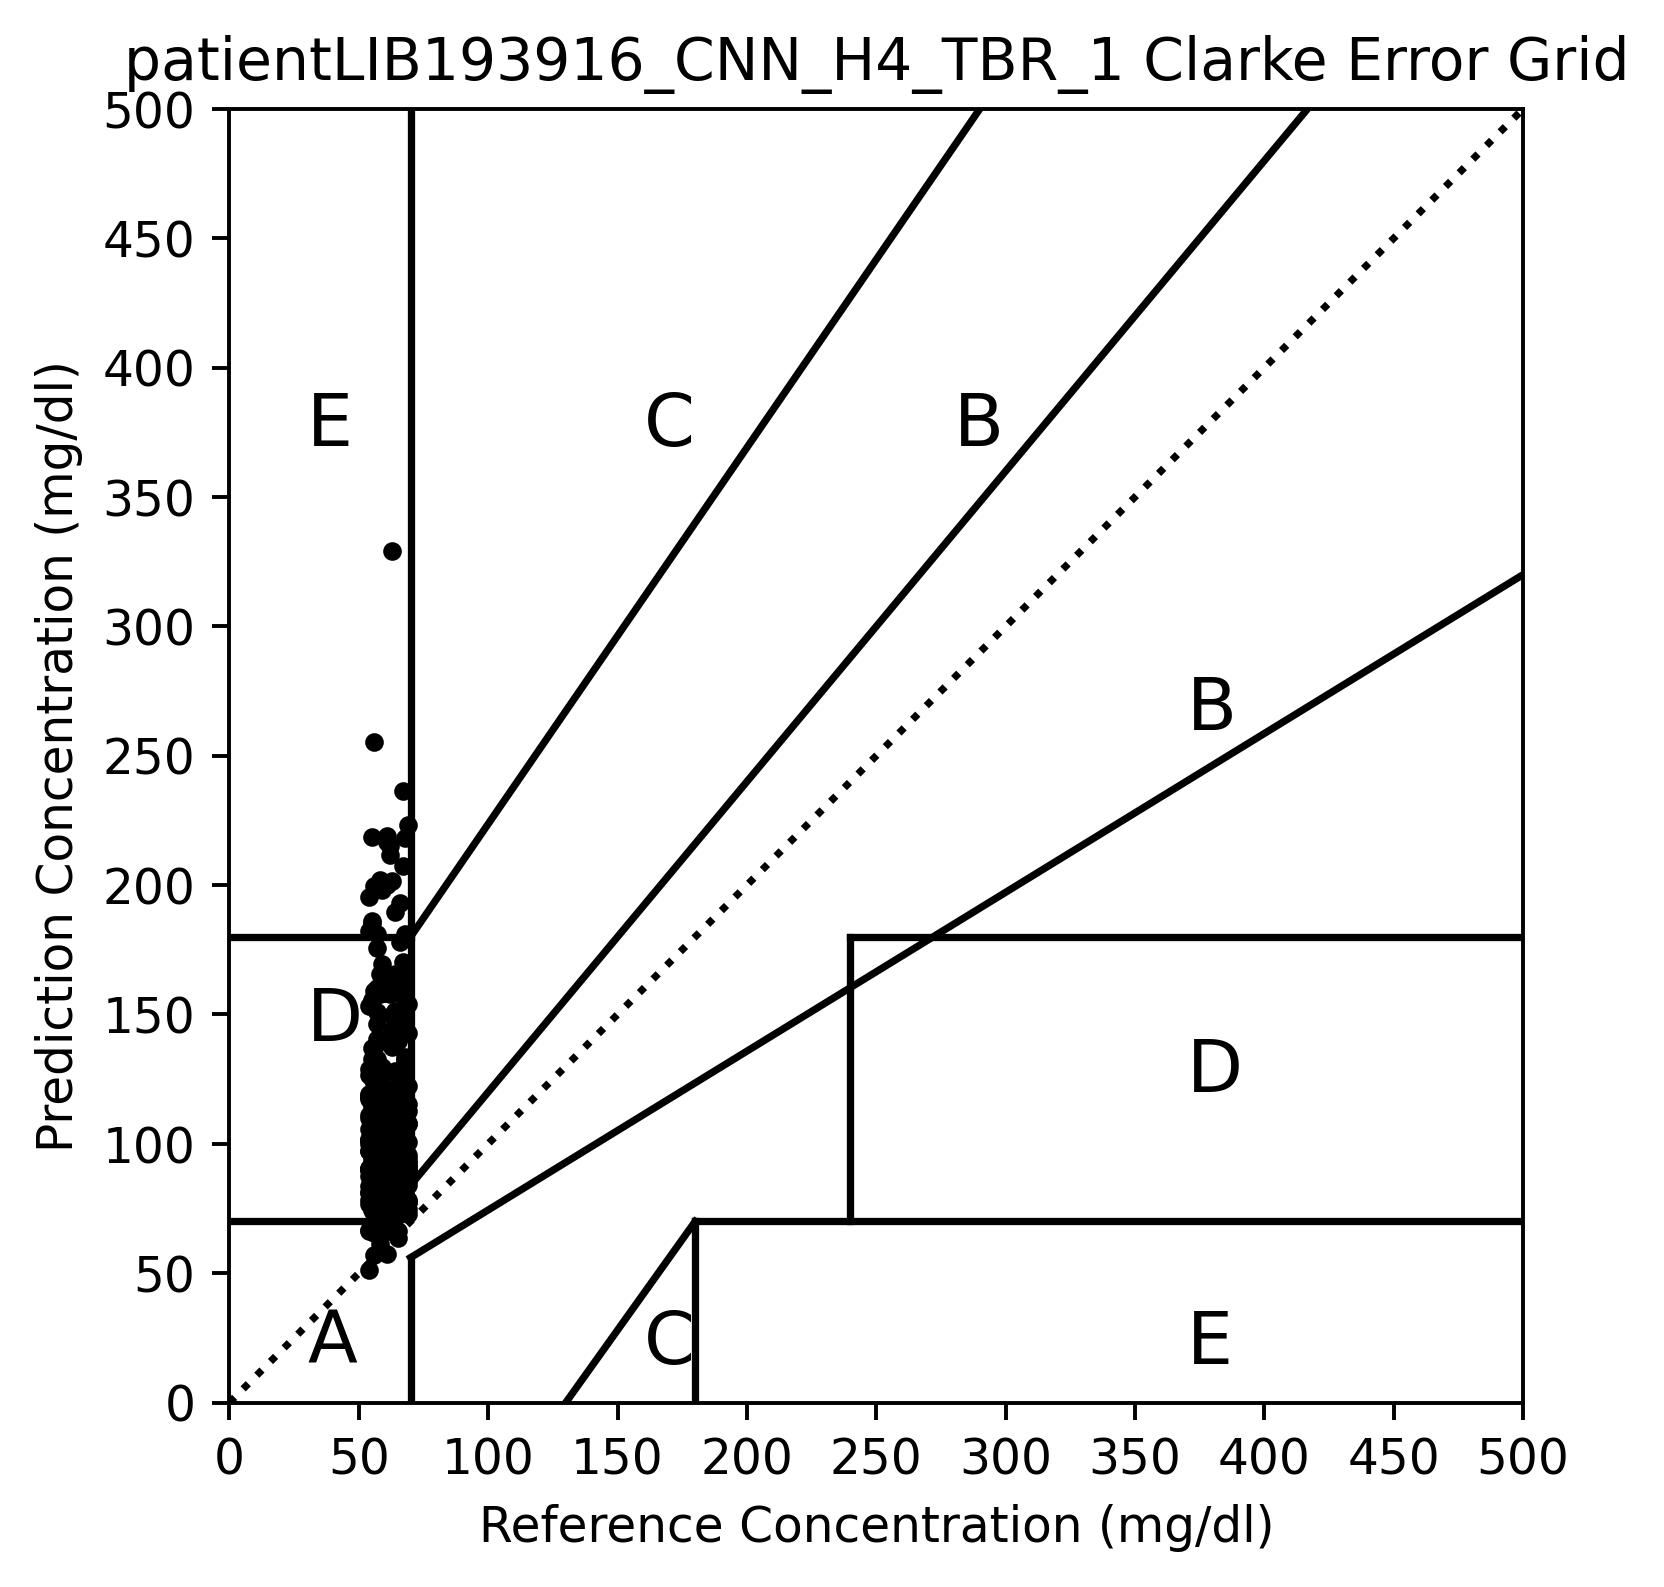 patientLIB193916_CNN_H4_TBR_1 Clarke Error Grid
500
450
400
350
300
250
200
150
100
50
0
Prediction Concentration (mg/dl)
E
C
B
B
D
D
A
C
E
0 50 100 150 200 250 300 350 400 450 500
Reference Concentration (mg/dl)